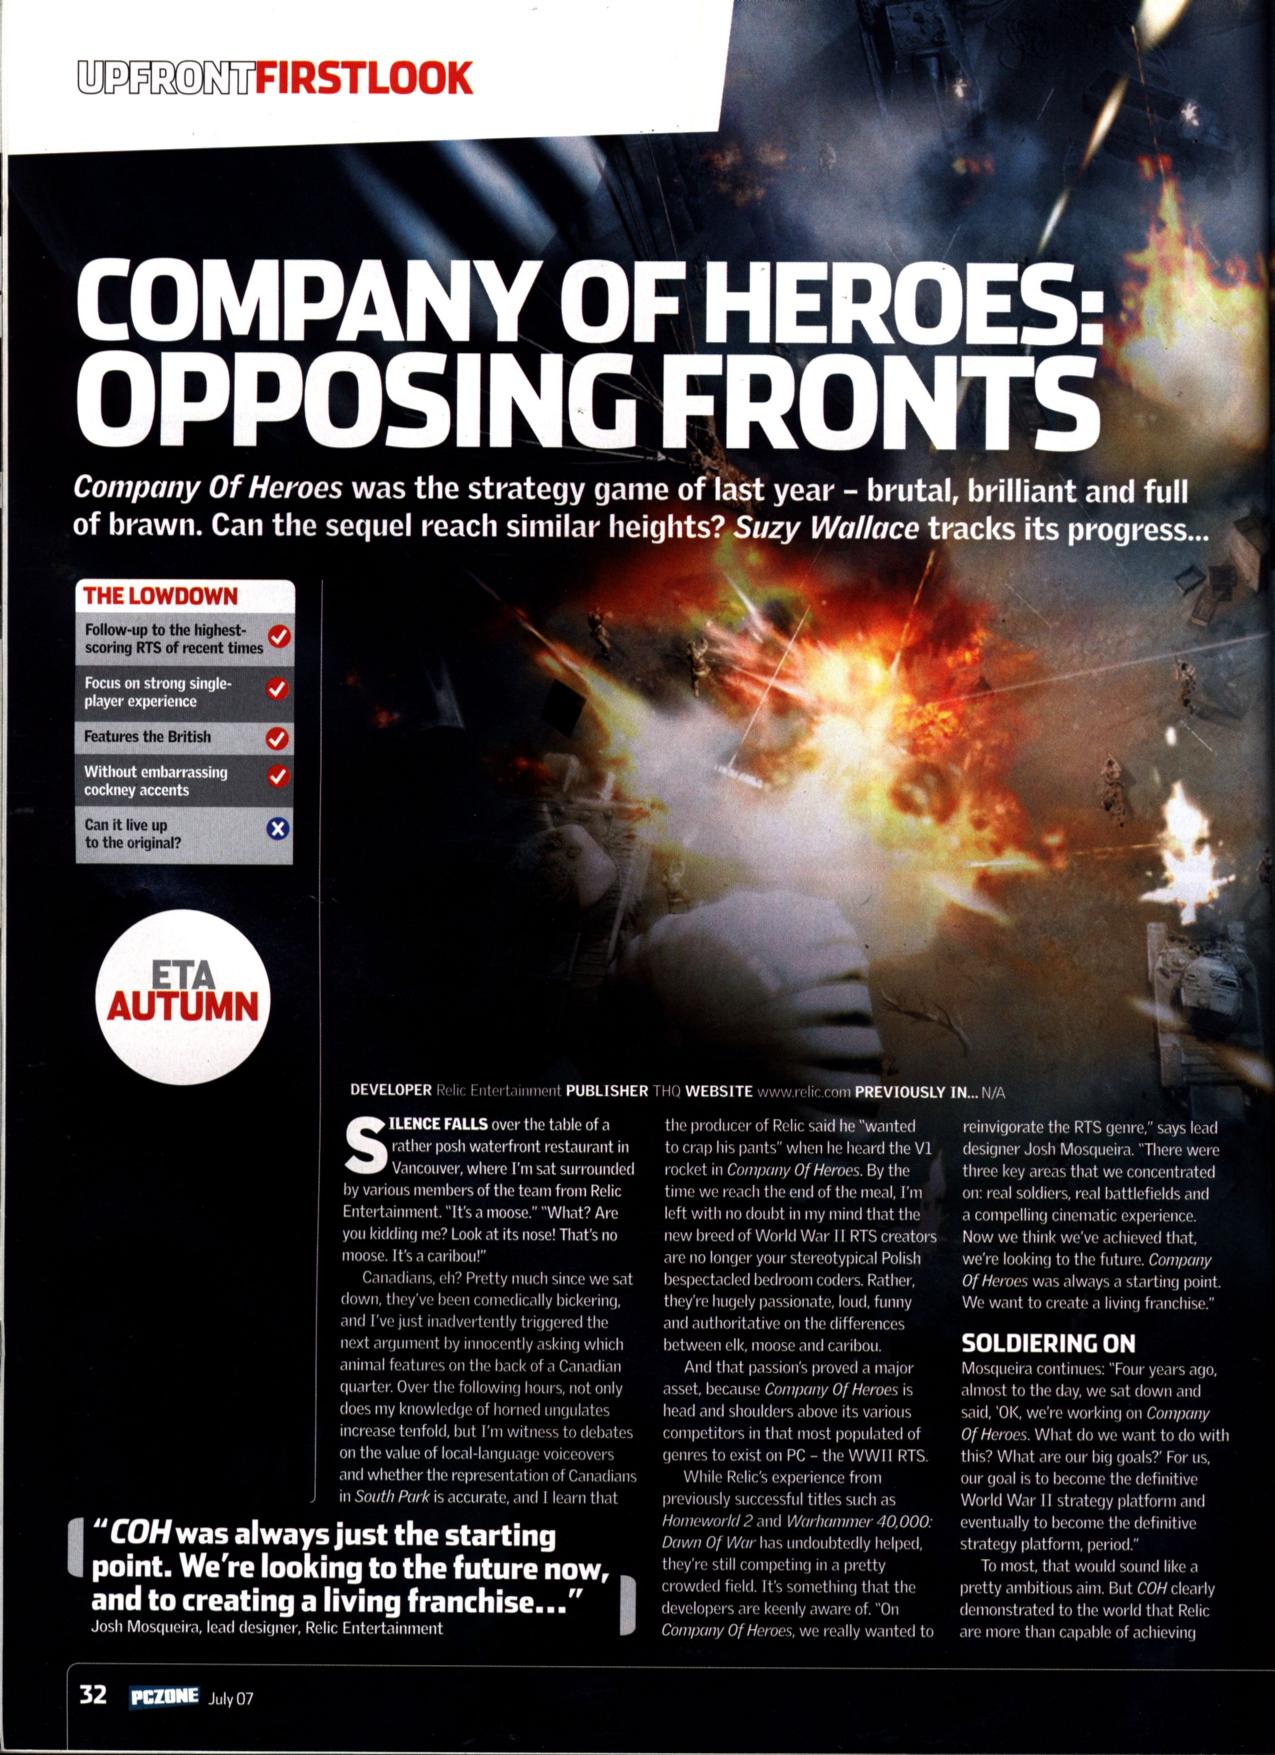 UPFRONTFIRSTLOOK
COMPANY OF HEROES:
OPPOSING FRONTS
Company Of Heroes was the strategy game of last year – brutal, brilliant and full
of brawn. Can the sequel reach similar heights? Suzy Wallace tracks its progress...
THE LOWDOWN
Follow-up to the highest-
scoring RTS of recent times
Focus on strong single-
player experience
Features the British
Without embarrassing
cockney accents
Can it live up
to the original?
ETA
AUTUMN
DEVELOPER Relic Entertainment PUBLISHER THQ WEBSITE www.relic.com PREVIOUSLY IN... N/A
SILENCE FALLS over the table of a
rather posh waterfront restaurant in
Vancouver, where I'm sat surrounded
by various members of the team from Relic
Entertainment. "It's a moose." "What? Are
you kidding me? Look at its nose! That's no
moose. It's a caribou!"
Canadians, eh? Pretty much since we sat
down, they've been comedically bickering,
and I've just inadvertently triggered the
next argument by innocently asking which
animal features on the back of a Canadian
quarter. Over the following hours, not only
does my knowledge of horned ungulates
increase tenfold, but I'm witness to debates
on the value of local-language voiceovers
and whether the representation of Canadians
in South Park is accurate, and I learn that
the producer of Relic said he "wanted
to crap his pants" when he heard the V1
rocket in Company Of Heroes. By the
time we reach the end of the meal, I'm
left with no doubt in my mind that the
new breed of World War II RTS creators
are no longer your stereotypical Polish
bespectacled bedroom coders. Rather,
they're hugely passionate, loud, funny
and authoritative on the differences
between elk, moose and caribou.
And that passion's proved a major
asset, because Company Of Heroes is
head and shoulders above its various
competitors in that most populated of
genres to exist on PC – the WWII RTS.
While Relic's experience from
previously successful titles such as
Homeworld 2 and Warhammer 40,000:
Dawn Of War has undoubtedly helped,
they're still competing in a pretty
crowded field. It's something that the
developers are keenly aware of. "On
Company Of Heroes, we really wanted to
reinvigorate the RTS genre," says lead
designer Josh Mosqueira. "There were
three key areas that we concentrated
on: real soldiers, real battlefields and
a compelling cinematic experience.
Now we think we've achieved that,
we're looking to the future. Company
Of Heroes was always a starting point.
We want to create a living franchise."
SOLDIERING ON
Mosqueira continues: "Four years ago,
almost to the day, we sat down and
said, 'OK, we're working on Company
Of Heroes. What do we want to do with
this? What are our big goals?' For us,
our goal is to become the definitive
World War II strategy platform and
eventually to become the definitive
strategy platform, period."
To most, that would sound like a
pretty ambitious aim. But COH clearly
demonstrated to the world that Relic
are more than capable of achieving
"COH was always just the starting
point. We're looking to the future now,
and to creating a living franchise..."
Josh Mosqueira, lead designer, Relic Entertainment
32 PCZONE July 07